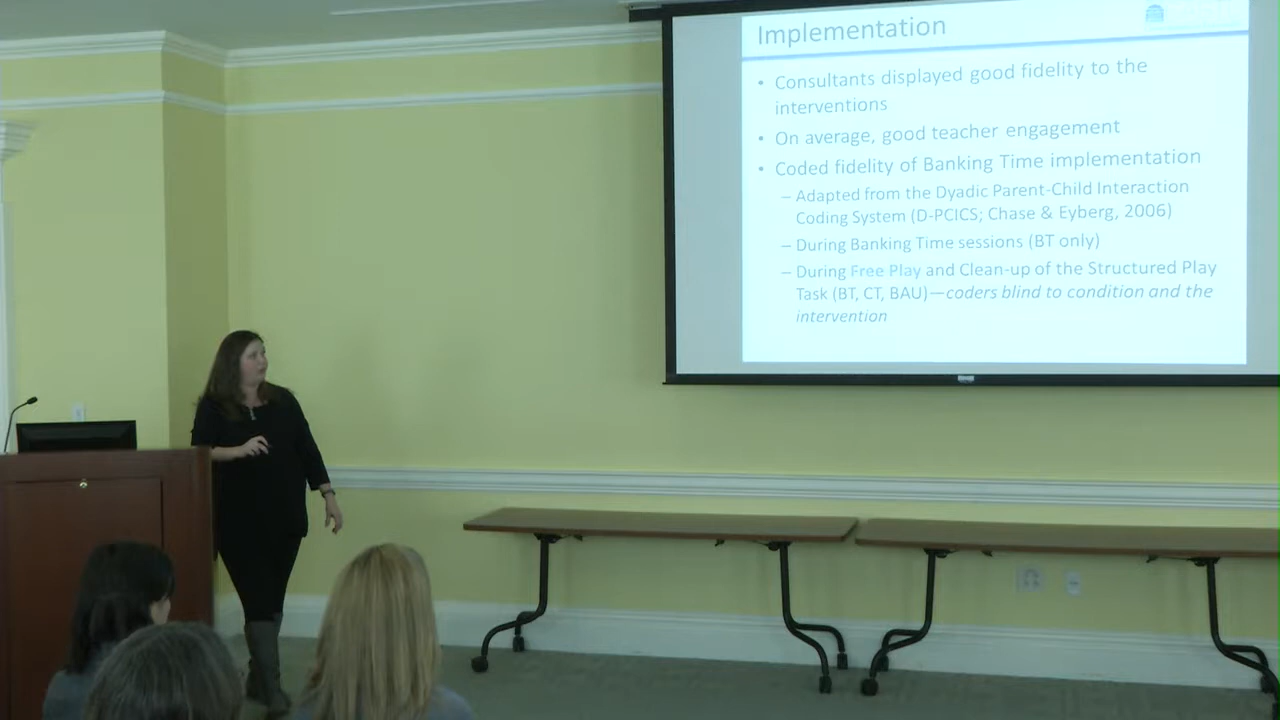 Implementation
• Consultants displayed good fidelity to the
interventions
• On average, good teacher engagement
• Coded fidelity of Banking Time implementation
– Adapted from the Dyadic Parent-Child Interaction
Coding System (D-PCICS; Chase & Eyberg, 2006)
– During Banking Time sessions (BT only)
– During Free Play and Clean-up of the Structured Play
Task (BT, CT, BAU)—coders blind to condition and the
intervention